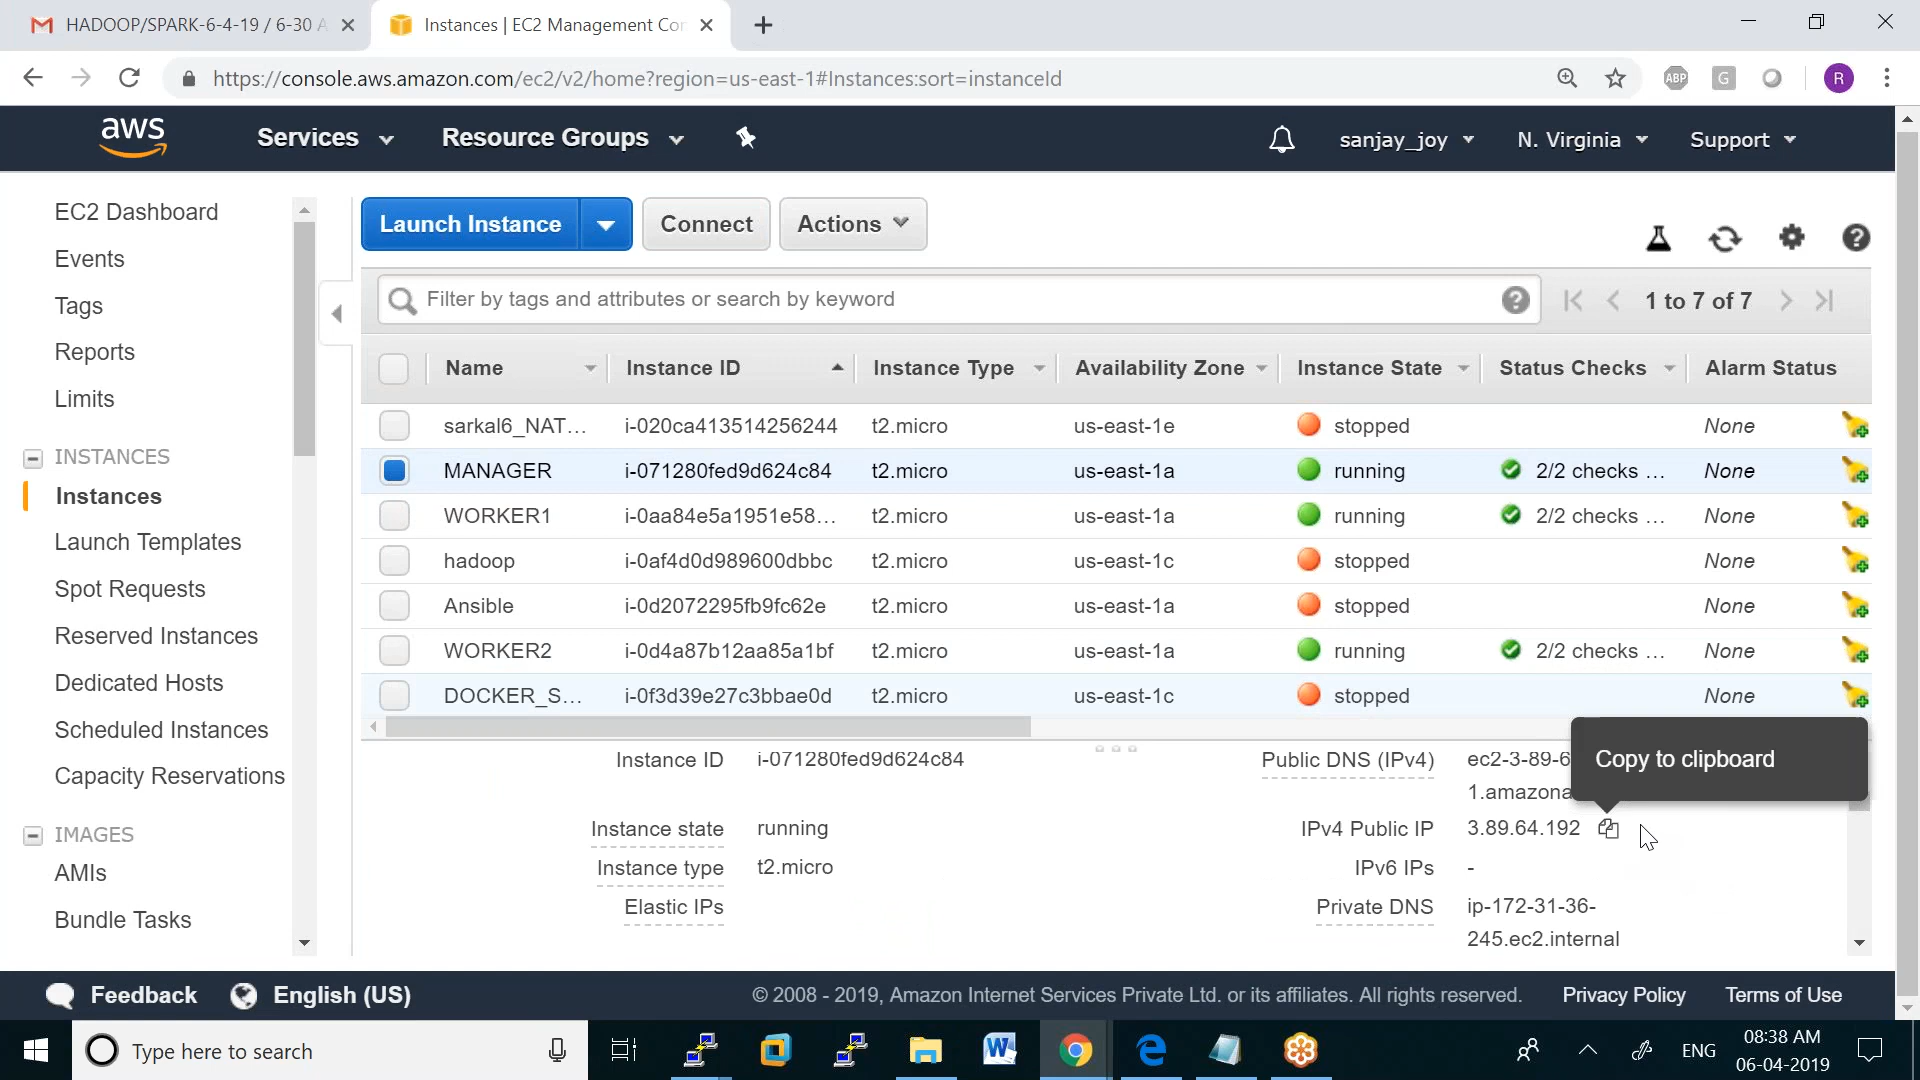 HADOOP/SPARK-6-4-19 / 6-30 A
Instances | EC2 Management Con
https://console.aws.amazon.com/ec2/v2/home?region=us-east-1#Instances:sort=instanceId
ABP
G
R
aws
Services
Resource Groups
sanjay_joy
N. Virginia
Support
EC2 Dashboard
Events
Tags
Reports
Limits
INSTANCES
Instances
Launch Templates
Spot Requests
Reserved Instances
Dedicated Hosts
Scheduled Instances
Capacity Reservations
IMAGES
AMIs
Bundle Tasks
Launch Instance
Connect
Actions
Filter by tags and attributes or search by keyword
1 to 7 of 7
Name Instance ID Instance Type Availability Zone Instance State Status Checks Alarm Status
sarkal6_NAT... i-020ca413514256244 t2.micro us-east-1e stopped None
MANAGER i-071280fed9d624c84 t2.micro us-east-1a running 2/2 checks ... None
WORKER1 i-0aa84e5a1951e58... t2.micro us-east-1a running 2/2 checks ... None
hadoop i-0af4d0d989600dbbc t2.micro us-east-1c stopped None
Ansible i-0d2072295fb9fc62e t2.micro us-east-1a stopped None
WORKER2 i-0d4a87b12aa85a1bf t2.micro us-east-1a running 2/2 checks ... None
DOCKER_S... i-0f3d39e27c3bbae0d t2.micro us-east-1c stopped None
Copy to clipboard
Instance ID i-071280fed9d624c84
Public DNS (IPv4) ec2-3-89-6
1.amazona
Instance state running
IPv4 Public IP 3.89.64.192
Instance type t2.micro
IPv6 IPs -
Elastic IPs
Private DNS ip-172-31-36-
245.ec2.internal
Feedback
English (US)
© 2008 - 2019, Amazon Internet Services Private Ltd. or its affiliates. All rights reserved.
Privacy Policy
Terms of Use
Type here to search
ENG
08:38 AM
06-04-2019